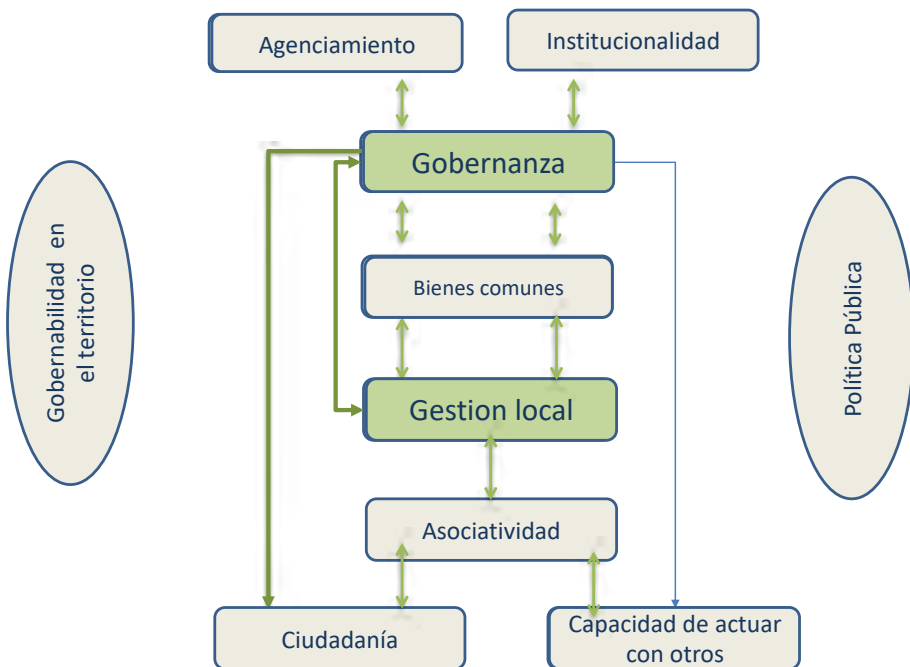 Agenciamiento
Institucionalidad
Gobernanza
Gobernabilidad en
el territorio
Bienes comunes
Política Pública
Gestion local
Asociatividad
Ciudadanía
Capacidad de actuar
con otros